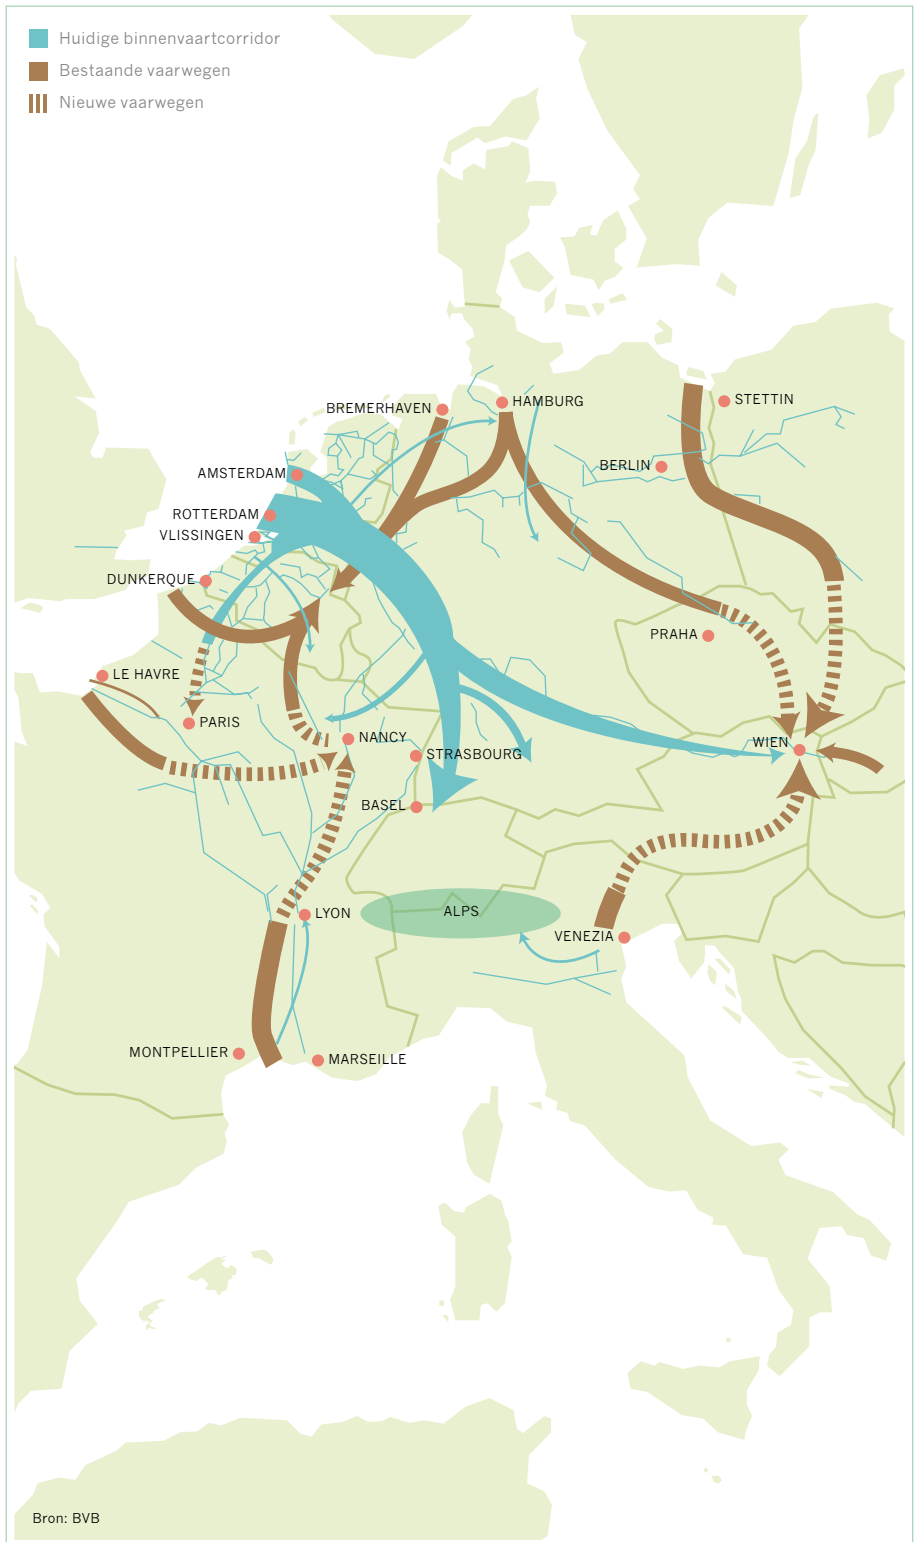 Huidige binnenvaartcorridor
Bestaande vaarwegen
Nieuwe vaarwegen
STETTIN
HAMBURG
BREMERHAVEN
BERLIN
AMSTERDAM
ROTTERDAM
VLISSINGEN
DUNKERQUE
PRAHA
LE HAVRE
PARIS
NANCY
WIEN
STRASBOURG
BASEL
ALPS
LYON
VENEZIA
MONTPELLIER
MARSEILLE
Bron: BVB